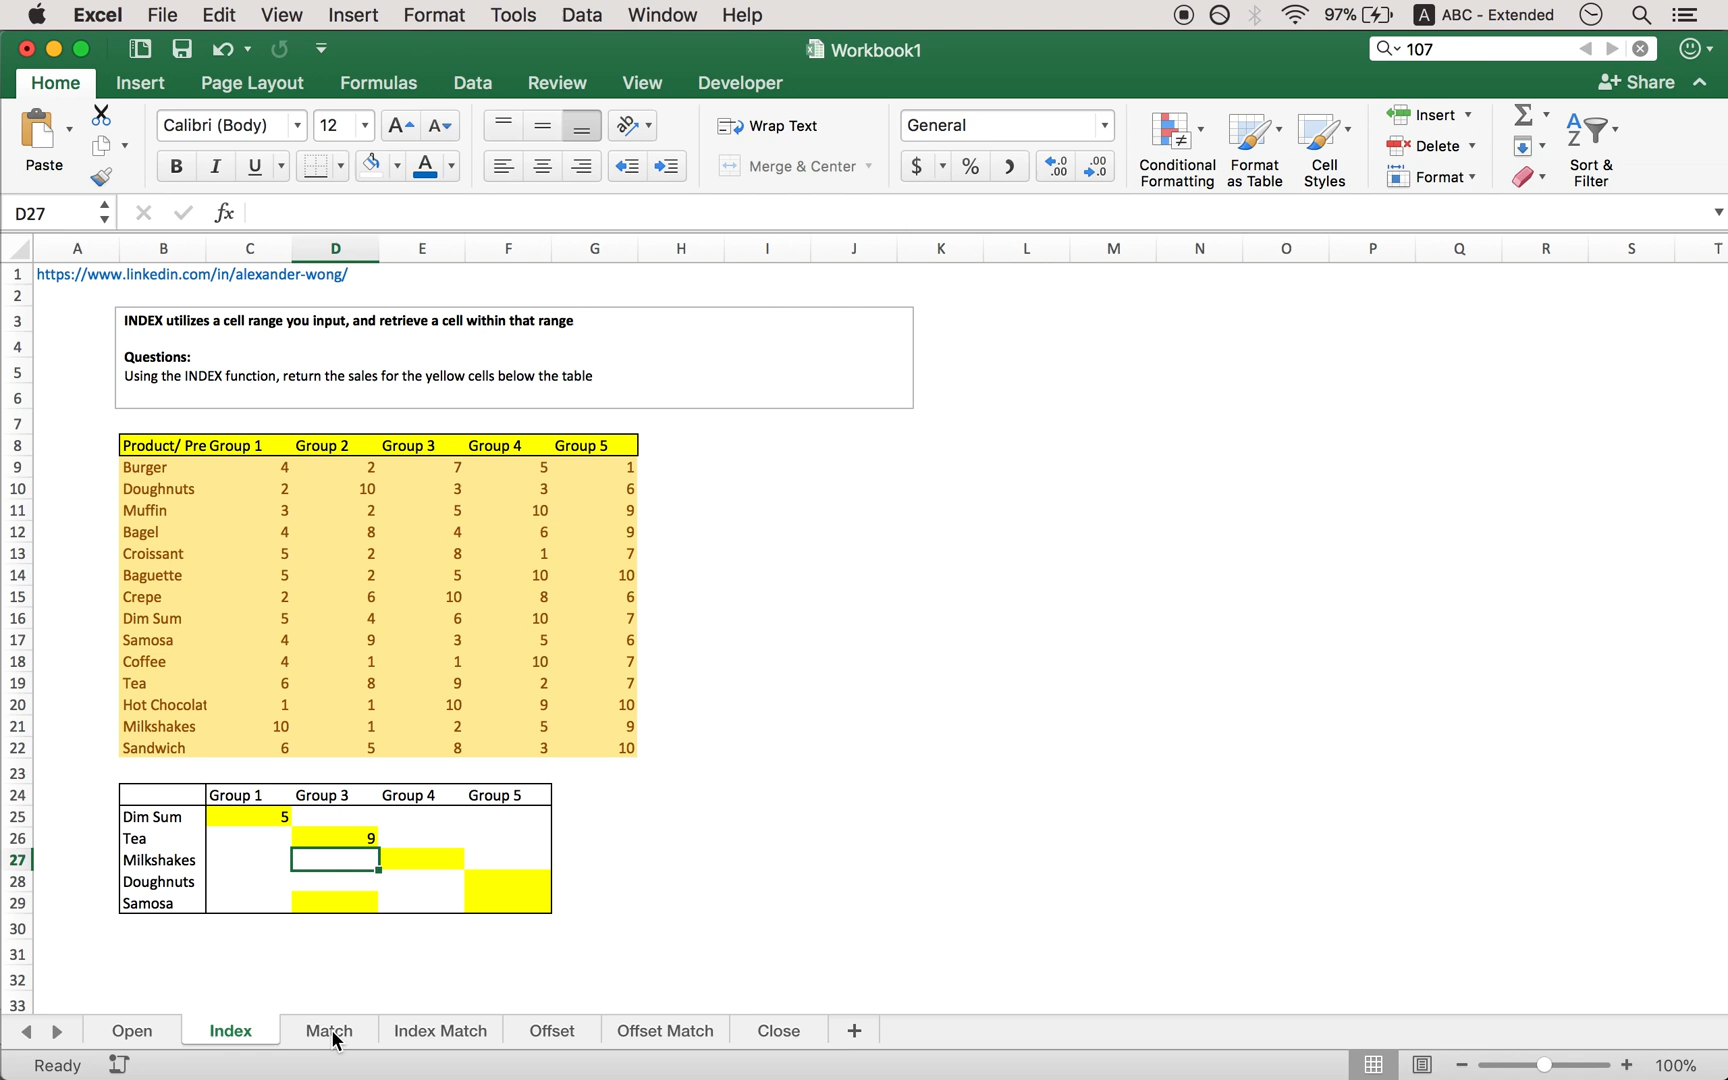 Excel File Edit View Insert Format Tools Data Window Help 97% A ABC - Extended
Workbook1 107
Home Insert Page Layout Formulas Data Review View Developer Share
Paste Calibri (Body) 12 A A Wrap Text General Insert
B I U A Merge & Center $ % Conditional Formatting Format as Table Cell Styles Delete Format Sort & Filter
D27 fx
A B C D E F G H I J K L M N O P Q R S T
1 https://www.linkedin.com/in/alexander-wong/
2
3 INDEX utilizes a cell range you input, and retrieve a cell within that range
4
Questions:
5 Using the INDEX function, return the sales for the yellow cells below the table
6
7
8 Product/ Pre Group 1 Group 2 Group 3 Group 4 Group 5
9 Burger 4 2 7 5 1
10 Doughnuts 2 10 3 3 6
11 Muffin 3 2 5 10 9
12 Bagel 4 8 4 6 9
13 Croissant 5 2 8 1 7
14 Baguette 5 2 5 10 10
15 Crepe 2 6 10 8 6
16 Dim Sum 5 4 6 10 7
17 Samosa 4 9 3 5 6
18 Coffee 4 1 1 10 7
19 Tea 6 8 9 2 7
20 Hot Chocolat 1 1 10 9 10
21 Milkshakes 10 1 2 5 9
22 Sandwich 6 5 8 3 10
23
24 Group 1 Group 3 Group 4 Group 5
25 Dim Sum 5
26 Tea 9
27 Milkshakes
28 Doughnuts
29 Samosa
30
31
32
33
Open Index Match Index Match Offset Offset Match Close +
Ready 100%